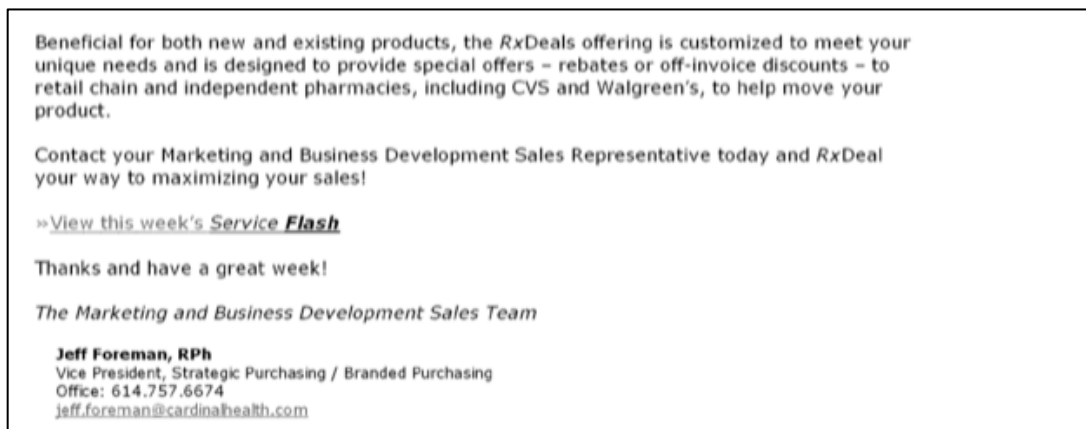 Beneficial for both new and existing products, the RxDeals offering is customized to meet your
unique needs and is designed to provide special offers – rebates or off-invoice discounts – to
retail chain and independent pharmacies, including CVS and Walgreen's, to help move your
product.
Contact your Marketing and Business Development Sales Representative today and RxDeal
your way to maximizing your sales!
»View this week's Service Flash
Thanks and have a great week!
The Marketing and Business Development Sales Team
Jeff Foreman, RPh
Vice President, Strategic Purchasing / Branded Purchasing
Office: 614.757.6674
jeff.foreman@cardinalhealth.com